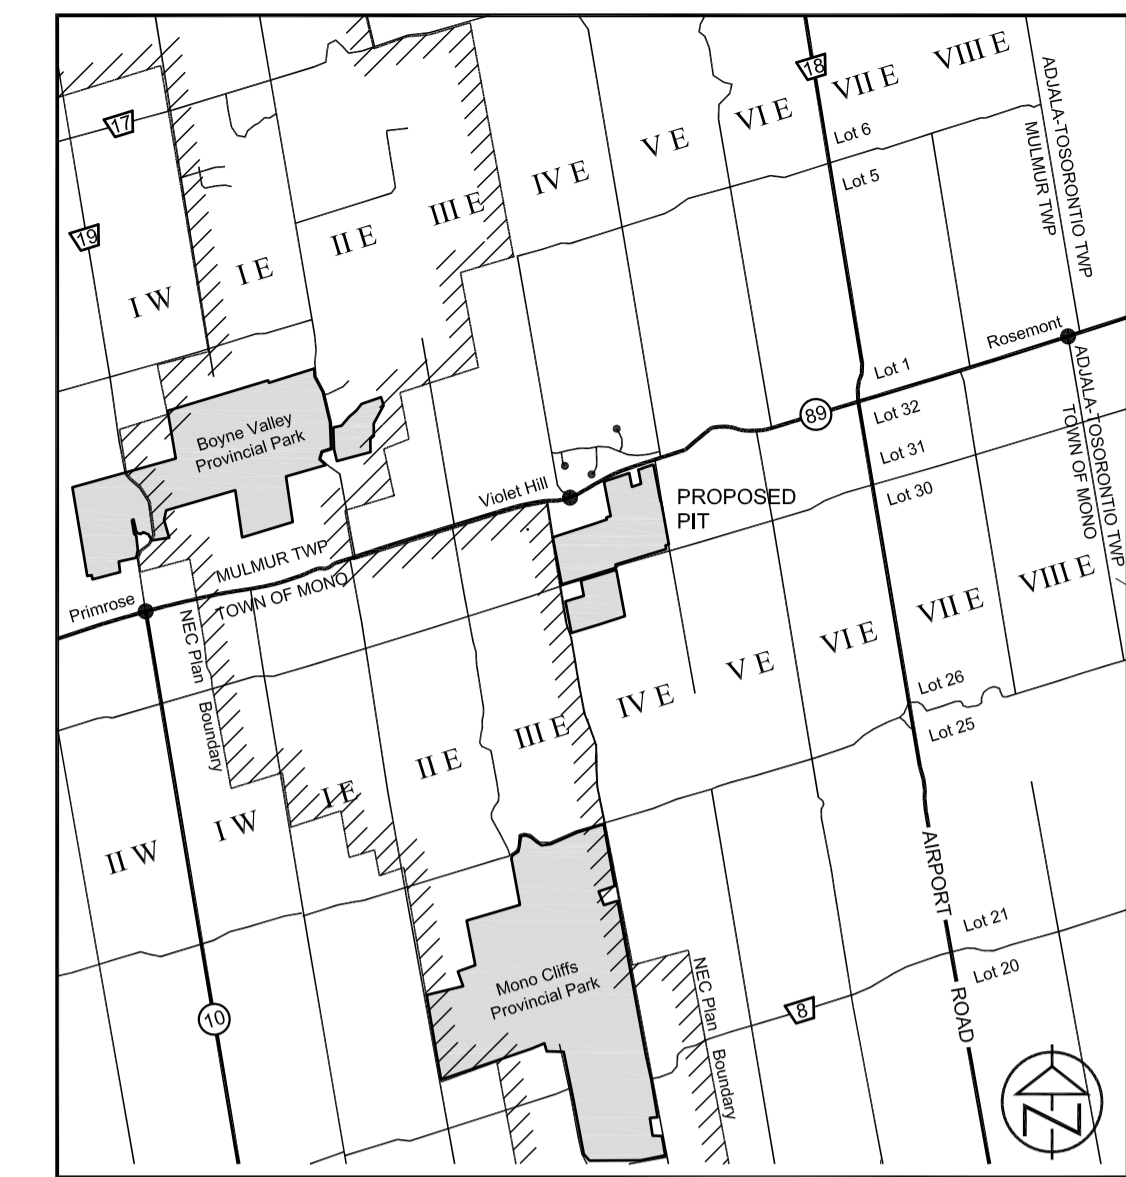 18
VII E
VIII E
ADJALA-TOSORONTIO TWP
MULMUR TWP
17
VI E
Lot 6
V E
IV E
Lot 5
III E
II E
19
I E
I W
Rosemont
Lot 1
89
Lot 32
ADJALA-TOSORONTIO TWP
TOWN OF MONO
Boyne Valley
Provincial Park
Lot 31
Lot 30
Violet Hill
PROPOSED
PIT
MULMUR TWP
TOWN OF MONO
Primrose
NEC Plan
Boundary
VIII E
VII E
VI E
V E
IV E
III E
II E
I E
I W
II W
Lot 26
Lot 25
AIRPORT
ROAD
Lot 21
Lot 20
Mono Cliffs
Provincial Park
NEC Plan
Boundary
8
10
N